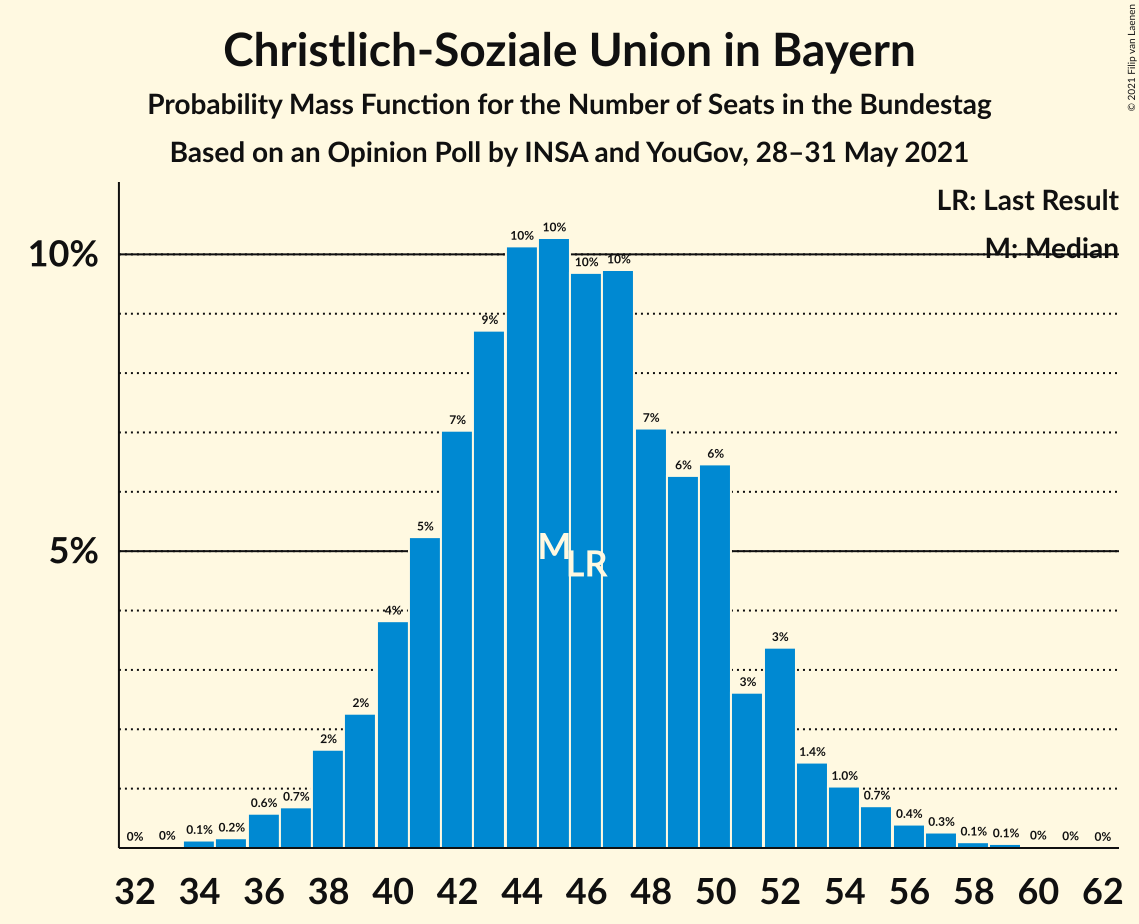 Christlich-Soziale Union in Bayern
Probability Mass Function for the Number of Seats in the Bundestag
Based on an Opinion Poll by INSA and YouGov, 28–31 May 2021
© 2021 Filip van Laenen
LR: Last Result
M: Median
10%
5%
0% 0% 0.1% 0.2% 0.6% 0.7% 2% 2% 4% 5% 7% 9% 10% 10% 10% 10% 7% 6% 6% 3% 3% 1.4% 1.0% 0.7% 0.4% 0.3% 0.1% 0.1% 0% 0% 0%
M
LR
32 34 36 38 40 42 44 46 48 50 52 54 56 58 60 62